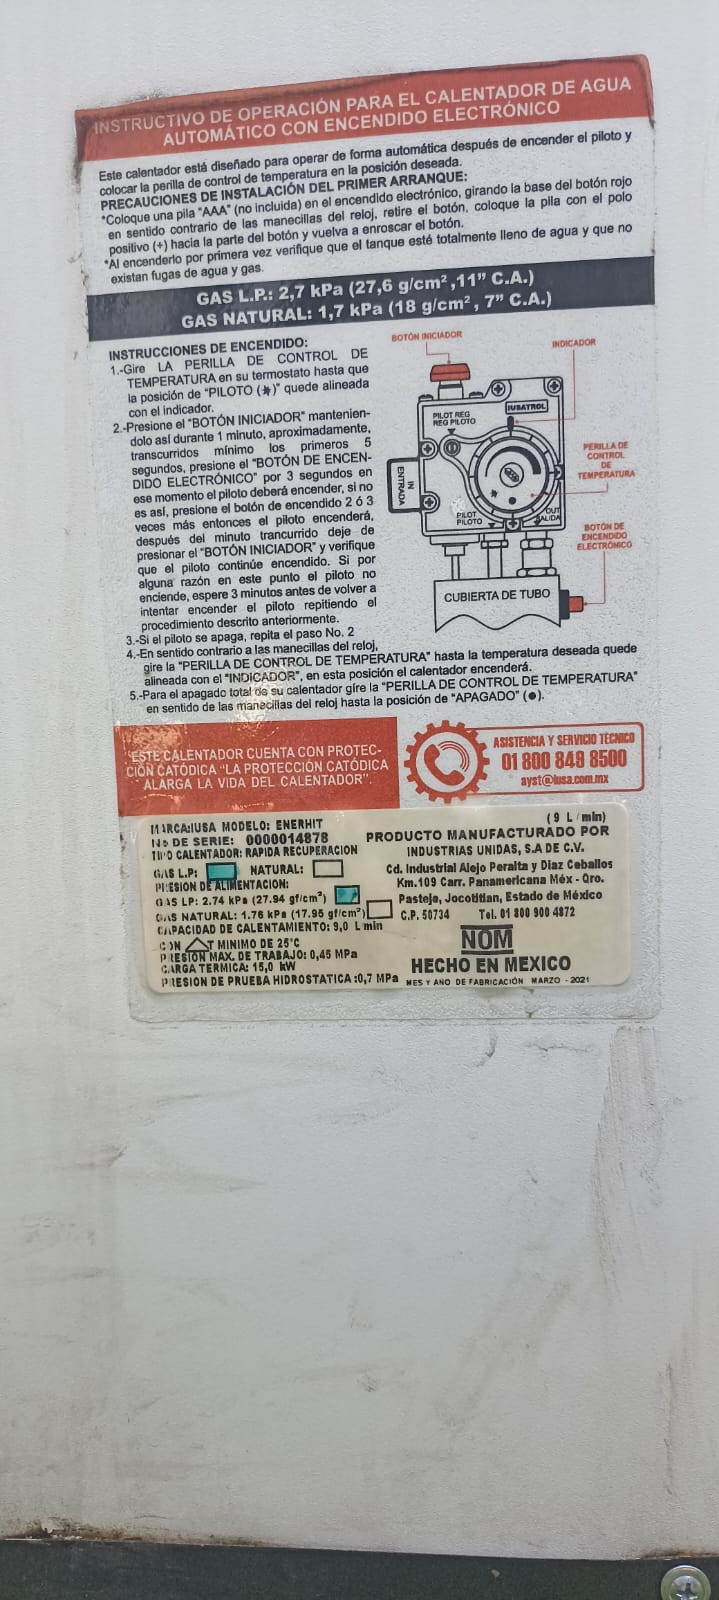 INSTRUCTIVO DE OPERACIÓN PARA EL CALENTADOR DE AGUA
AUTOMÁTICO CON ENCENDIDO ELECTRÓNICO
Este calentador está diseñado para operar de forma automática después de encender el piloto y
colocar la perilla de control de temperatura en la posición deseada.
PRECAUCIONES DE INSTALACIÓN DEL PRIMER ARRANQUE:
*Coloque una pila "AAA" (no incluida) en el encendido electrónico, girando la base del botón rojo
en sentido contrario de las manecillas del reloj, retire el botón, coloque la pila con el polo
positivo (+) hacia la parte del botón y vuelva a enroscar el botón.
*Al encenderlo por primera vez verifique que el tanque esté totalmente lleno de agua y que no
existan fugas de agua y gas.
GAS L.P.: 2,7 kPa (27,6 g/cm²,11" C.A.)
GAS NATURAL: 1,7 kPa (18 g/cm², 7" C.A.)
INSTRUCCIONES DE ENCENDIDO:
1.-Gire LA PERILLA DE CONTROL DE
TEMPERATURA en su termostato hasta que
la posición de "PILOTO (*)" quede alineada
con el indicador.
2.-Presione el "BOTÓN INICIADOR" mantenien-
dolo así durante 1 minuto, aproximadamente,
transcurridos mínimo los primeros 5
segundos, presione el "BOTÓN DE ENCEN-
DIDO ELECTRÓNICO" por 3 segundos en
ese momento el piloto deberá encender, si no
es así, presione el botón de encendido 2 ó 3
veces más entonces el piloto encenderá,
después del minuto trancurrido deje de
presionar el "BOTÓN INICIADOR" y verifique
que el piloto continúe encendido. Si por
alguna razón en este punto el piloto no
enciende, espere 3 minutos antes de volver a
intentar encender el piloto repitiendo el
procedimiento descrito anteriormente.
3.-Si el piloto se apaga, repita el paso No. 2
4.-En sentido contrario a las manecillas del reloj,
gire la "PERILLA DE CONTROL DE TEMPERATURA" hasta la temperatura deseada quede
alineada con el "INDICADOR", en esta posición el calentador encenderá.
5.-Para el apagado total de su calentador gíre la "PERILLA DE CONTROL DE TEMPERATURA"
en sentido de las manecillas del reloj hasta la posición de "APAGADO" (●).
BOTÓN INICIADOR
INDICADOR
IUSATROL
PILOT REG
REG PILOTO
PERILLA DE
CONTROL
DE
TEMPERATURA
IN
ENTRADA
PILOT
PILOTO
OUT
SALIDA
BOTÓN DE
ENCENDIDO
ELECTRÓNICO
CUBIERTA DE TUBO
ESTE CALENTADOR CUENTA CON PROTEC-
CIÓN CATÓDICA "LA PROTECCIÓN CATÓDICA
ALARGA LA VIDA DEL CALENTADOR".
ASISTENCIA Y SERVICIO TÉCNICO
01 800 849 8500
ayst@iusa.com.mx
MARCA:IUSA MODELO: ENERHIT
No DE SERIE: 0000014878
TIPO CALENTADOR: RAPIDA RECUPERACION
GAS L.P: NATURAL:
PRESION DE ALIMENTACION:
GAS LP: 2.74 kPa (27.94 gf/cm²)
GAS NATURAL: 1.76 kPa (17.95 gf/cm²)
CAPACIDAD DE CALENTAMIENTO: 9,0 L/min
CON △T MINIMO DE 25°C
PRESION MAX. DE TRABAJO: 0,45 MPa
CARGA TERMICA: 15,0 kW
PRESION DE PRUEBA HIDROSTATICA :0,7 MPa
(9 L/min)
PRODUCTO MANUFACTURADO POR
INDUSTRIAS UNIDAS, S.A DE C.V.
Cd. Industrial Alejo Peralta y Diaz Ceballos
Km.109 Carr. Panamericana Méx - Qro.
Pasteja, Jocotitlan, Estado de México
C.P. 50734 Tel. 01 800 900 4872
NOM
HECHO EN MEXICO
MES Y ANO DE FABRICACIÓN MARZO - 2021